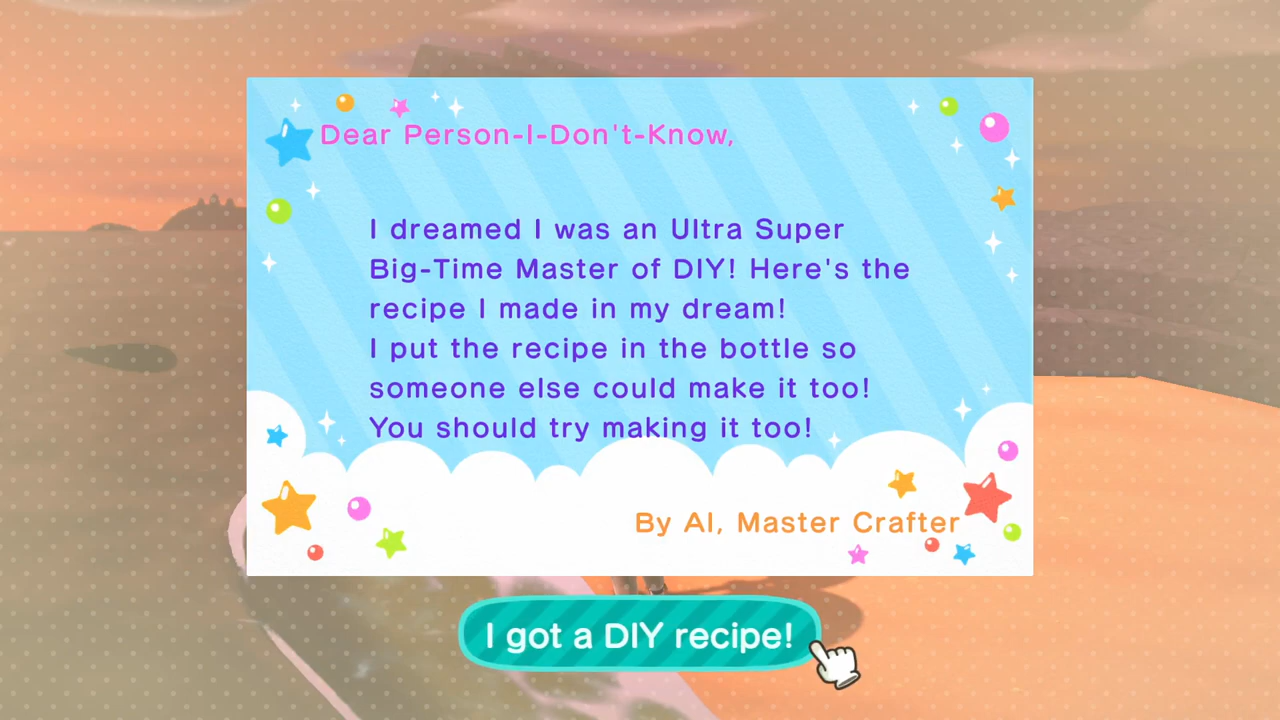 Dear Person-I-Don't-Know,
I dreamed I was an Ultra Super
Big-Time Master of DIY! Here's the
recipe I made in my dream!
I put the recipe in the bottle so
someone else could make it too!
You should try making it too!
By Al, Master Crafter
I got a DIY recipe!